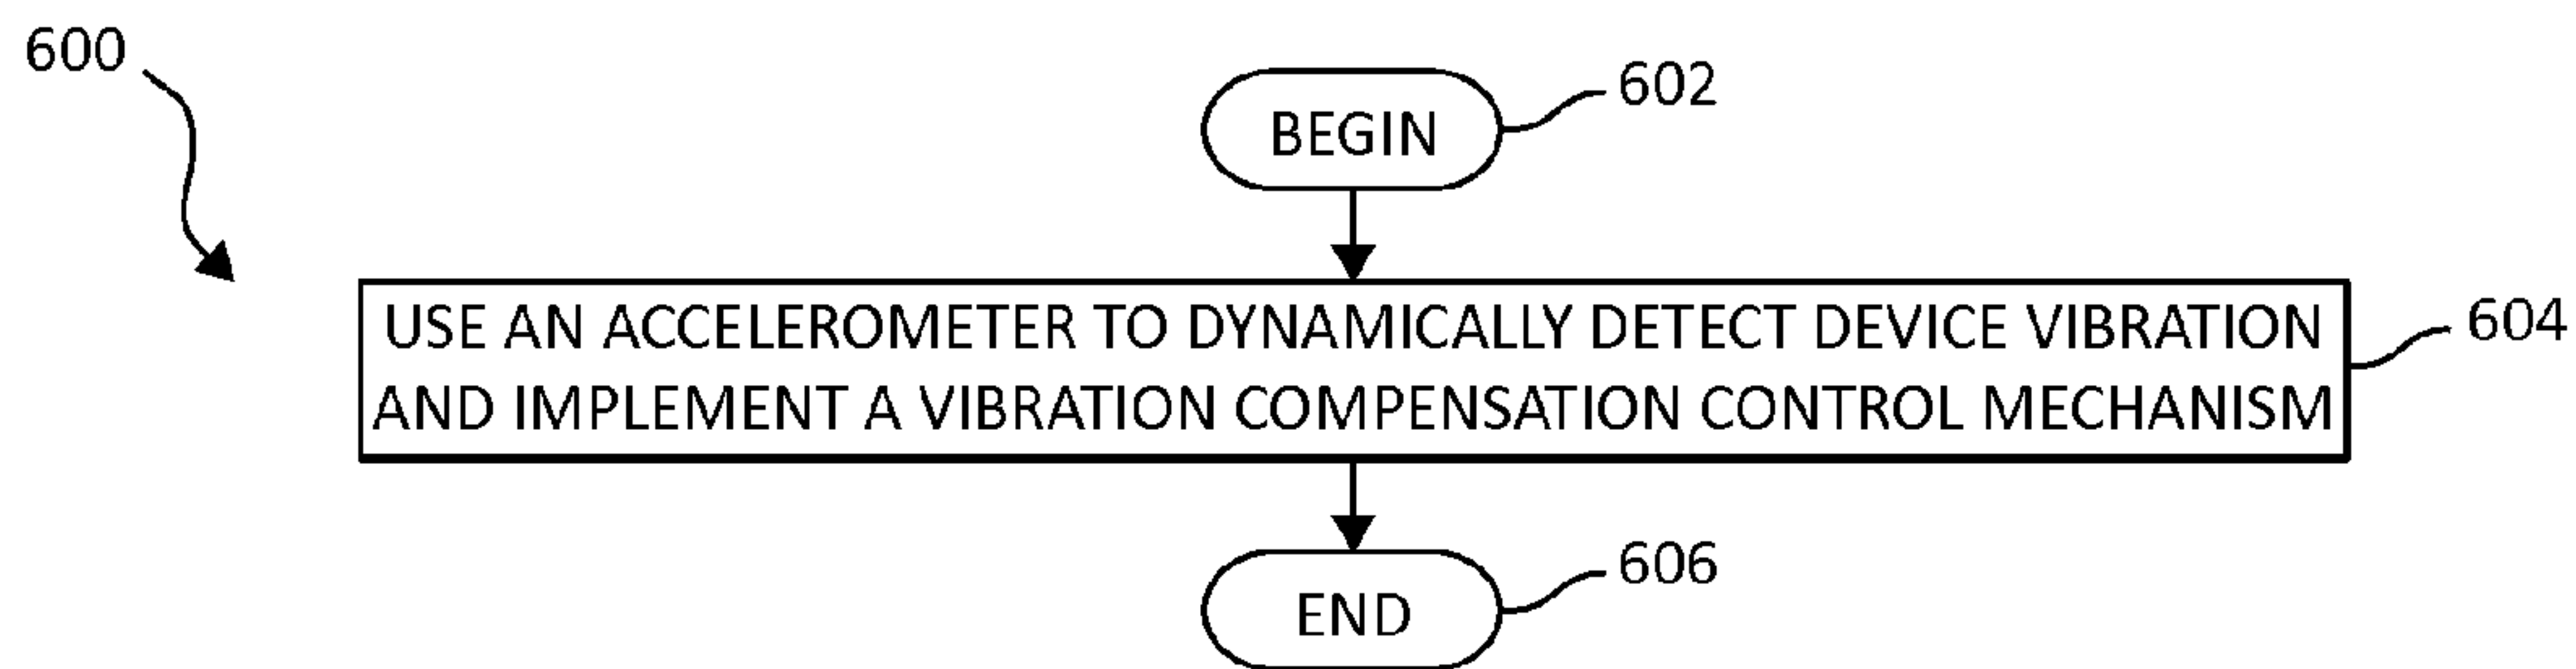 600
BEGIN
602
USE AN ACCELEROMETER TO DYNAMICALLY DETECT DEVICE VIBRATION
AND IMPLEMENT A VIBRATION COMPENSATION CONTROL MECHANISM
604
END
606